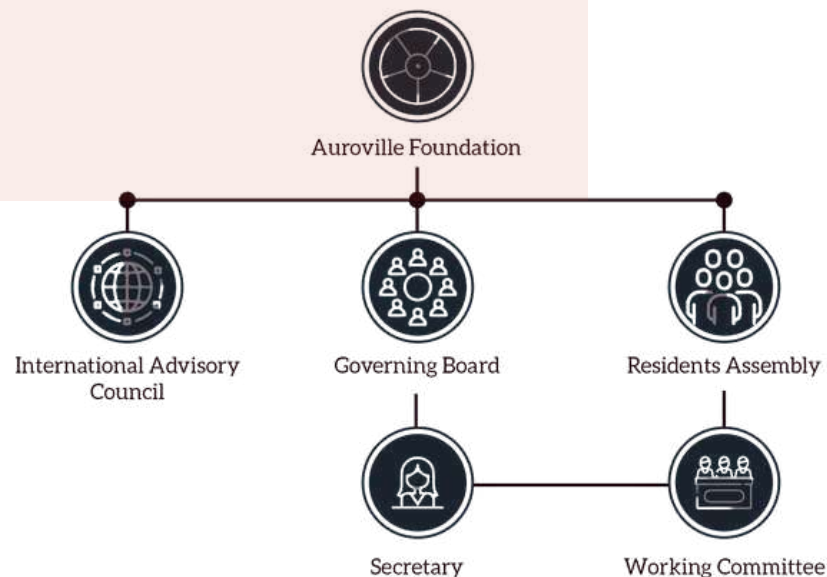 Auroville Foundation
International Advisory
Council
Governing Board
Residents Assembly
Secretary
Working Committee